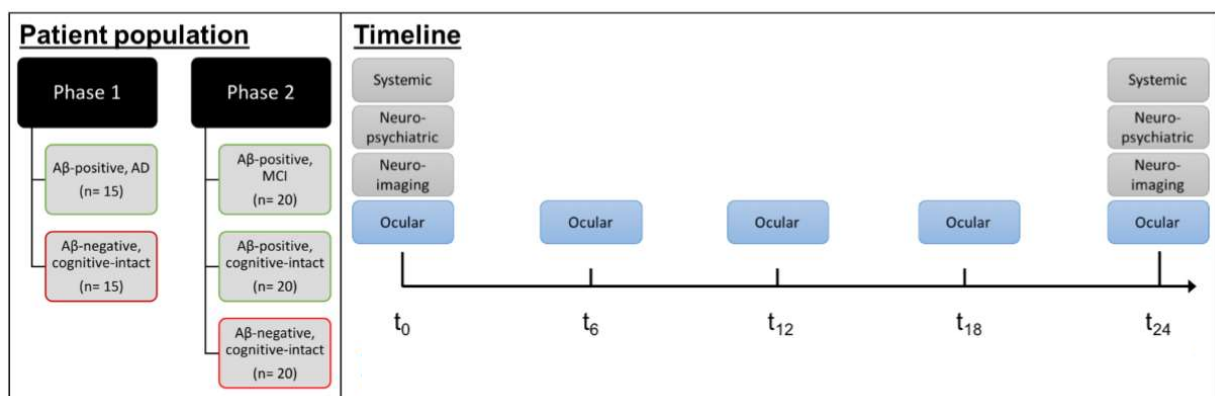 Patient population
Phase 1
Aβ-positive, AD
(n= 15)
Aβ-negative,
cognitive-intact
(n= 15)
Phase 2
Aβ-positive,
MCI
(n= 20)
Aβ-positive,
cognitive-intact
(n= 20)
Aβ-negative,
cognitive-intact
(n= 20)
Timeline
Systemic
Neuro-
psychiatric
Neuro-
imaging
Ocular
Ocular
Ocular
Ocular
Systemic
Neuro-
psychiatric
Neuro-
imaging
Ocular
t0
t6
t12
t18
t24